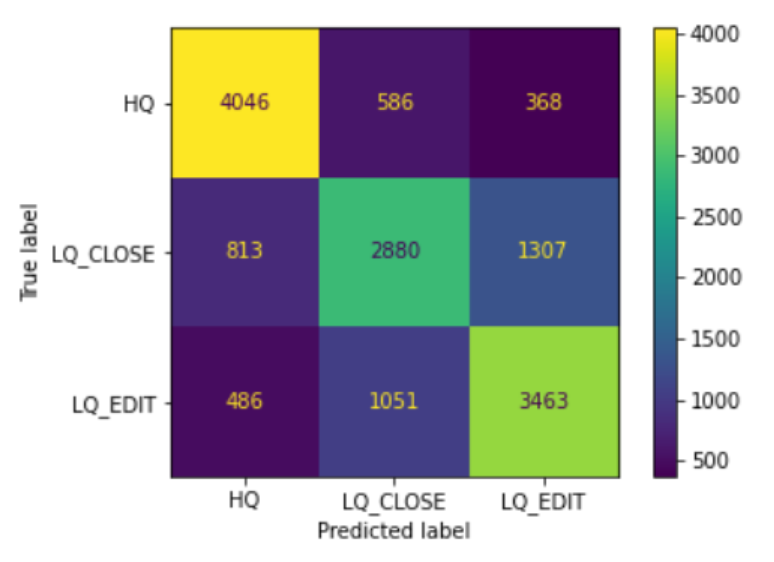 4000
HQ 4046 586 368
3500
3000
True label
LQ_CLOSE 813 2880 1307
2500
2000
1500
LQ_EDIT 486 1051 3463
1000
500
HQ LQ_CLOSE LQ_EDIT
Predicted label